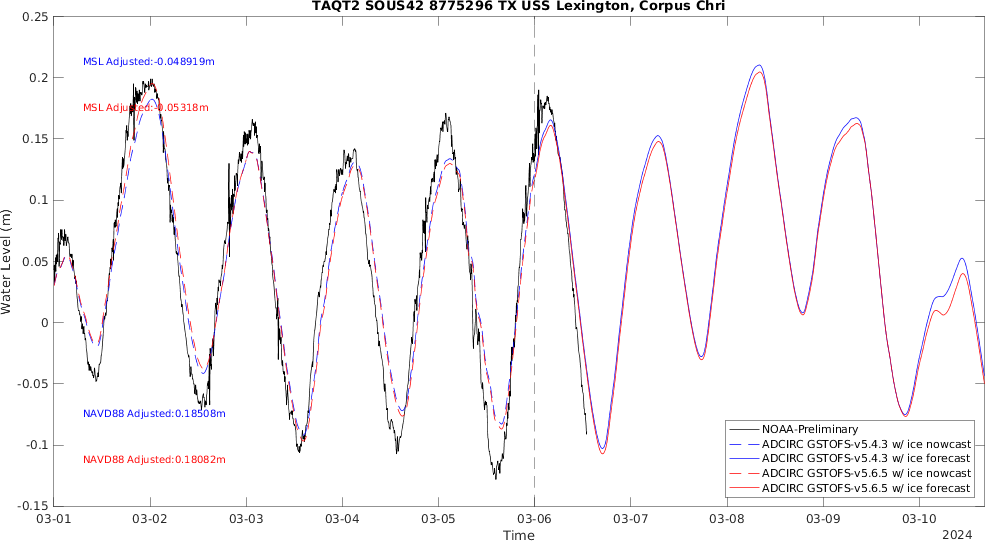 TAQT2 SOUS42 8775296 TX USS Lexington, Corpus Chri
0.25
0.2
0.15
0.1
0.05
0
-0.05
-0.1
-0.15
Water Level (m)
MSL Adjusted:-0.048919m
MSL Adjusted:-0.05318m
NAVD88 Adjusted:0.18508m
NAVD88 Adjusted:0.18082m
NOAA-Preliminary
ADCIRC GSTOFS-v5.4.3 w/ ice nowcast
ADCIRC GSTOFS-v5.4.3 w/ ice forecast
ADCIRC GSTOFS-v5.6.5 w/ ice nowcast
ADCIRC GSTOFS-v5.6.5 w/ ice forecast
03-01 03-02 03-03 03-04 03-05 03-06 03-07 03-08 03-09 03-10
Time
2024